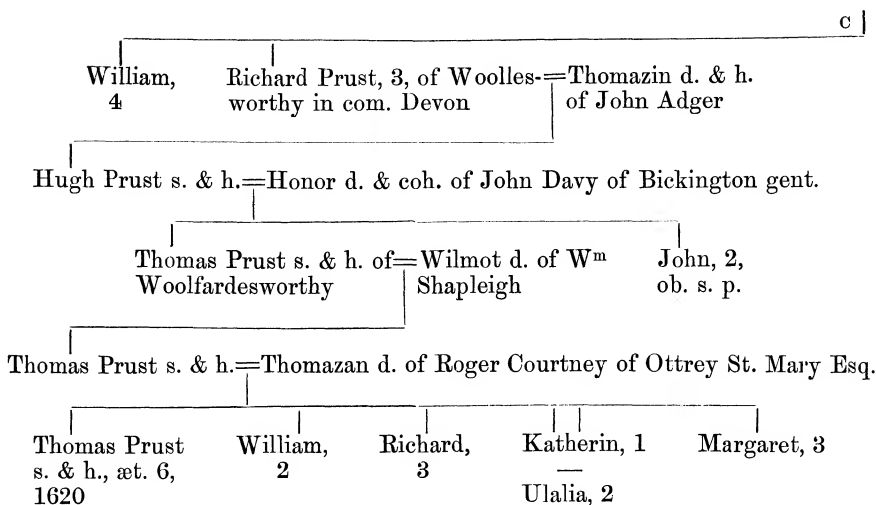 C
William,
4
Richard Prust, 3, of Woolles-=Thomazin d. & h.
worthy in com. Devon
of John Adger
Hugh Prust s. & h.=Honor d. & coh. of John Davy of Bickington gent.
Thomas Prust s. & h. of=Wilmot d. of Wᵐ
Woolfardesworthy
Shapleigh
John, 2,
ob. s. p.
Thomas Prust s. & h.=Thomazan d. of Roger Courtney of Ottrey St. Mary Esq.
Thomas Prust
s. & h., æt. 6,
1620
William,
2
Richard,
3
Katherin, 1
—
Ulalia, 2
Margaret, 3